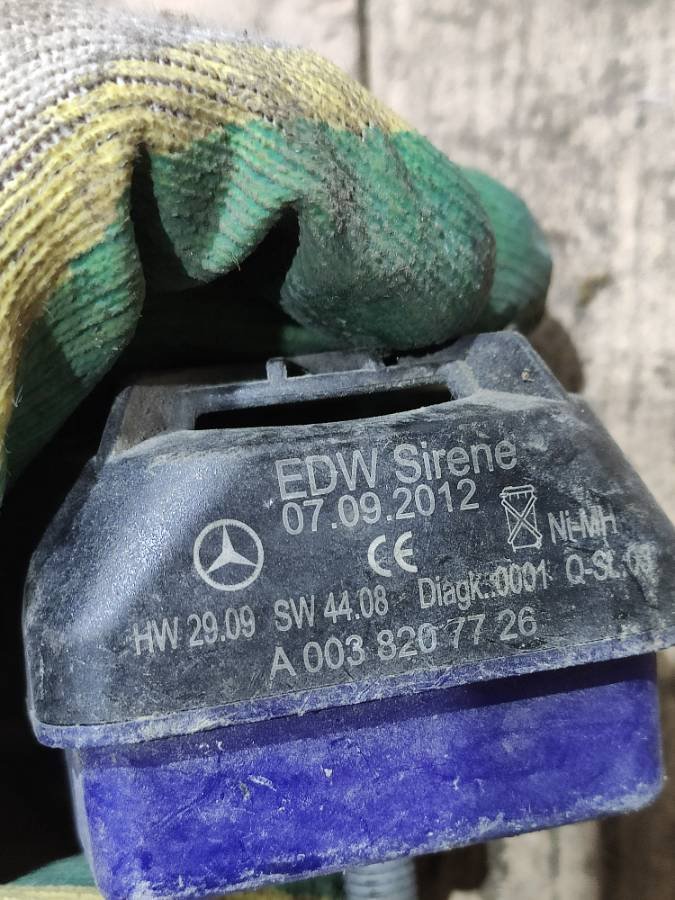 EDW Sirene
07.09.2012
CE
Ni-MH
HW 29.09 SW 44.08 Diagk.:0001 Q-SL:
A 003 820 77 26